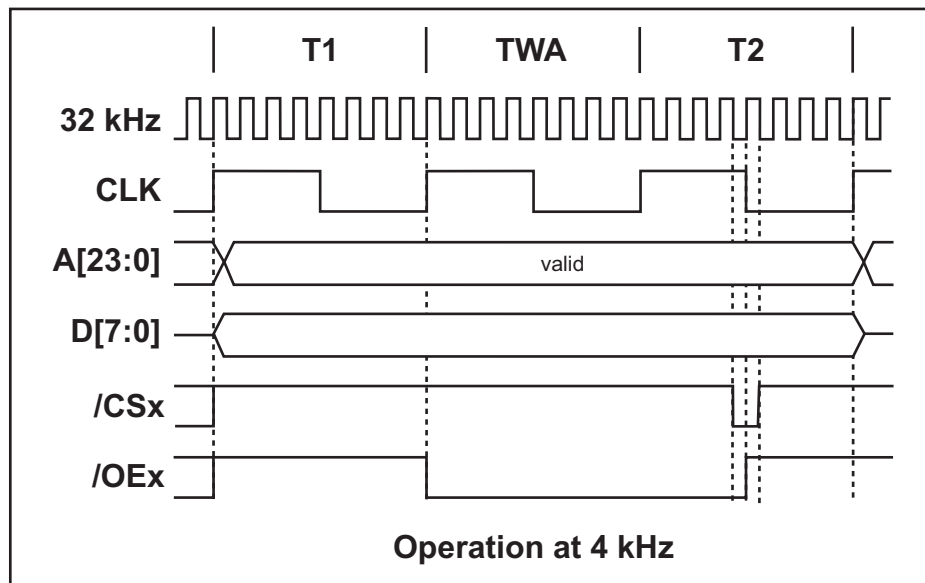 T1 TWA T2
32 kHz
CLK
A[23:0] valid
D[7:0]
/CSx
/OEx
Operation at 4 kHz